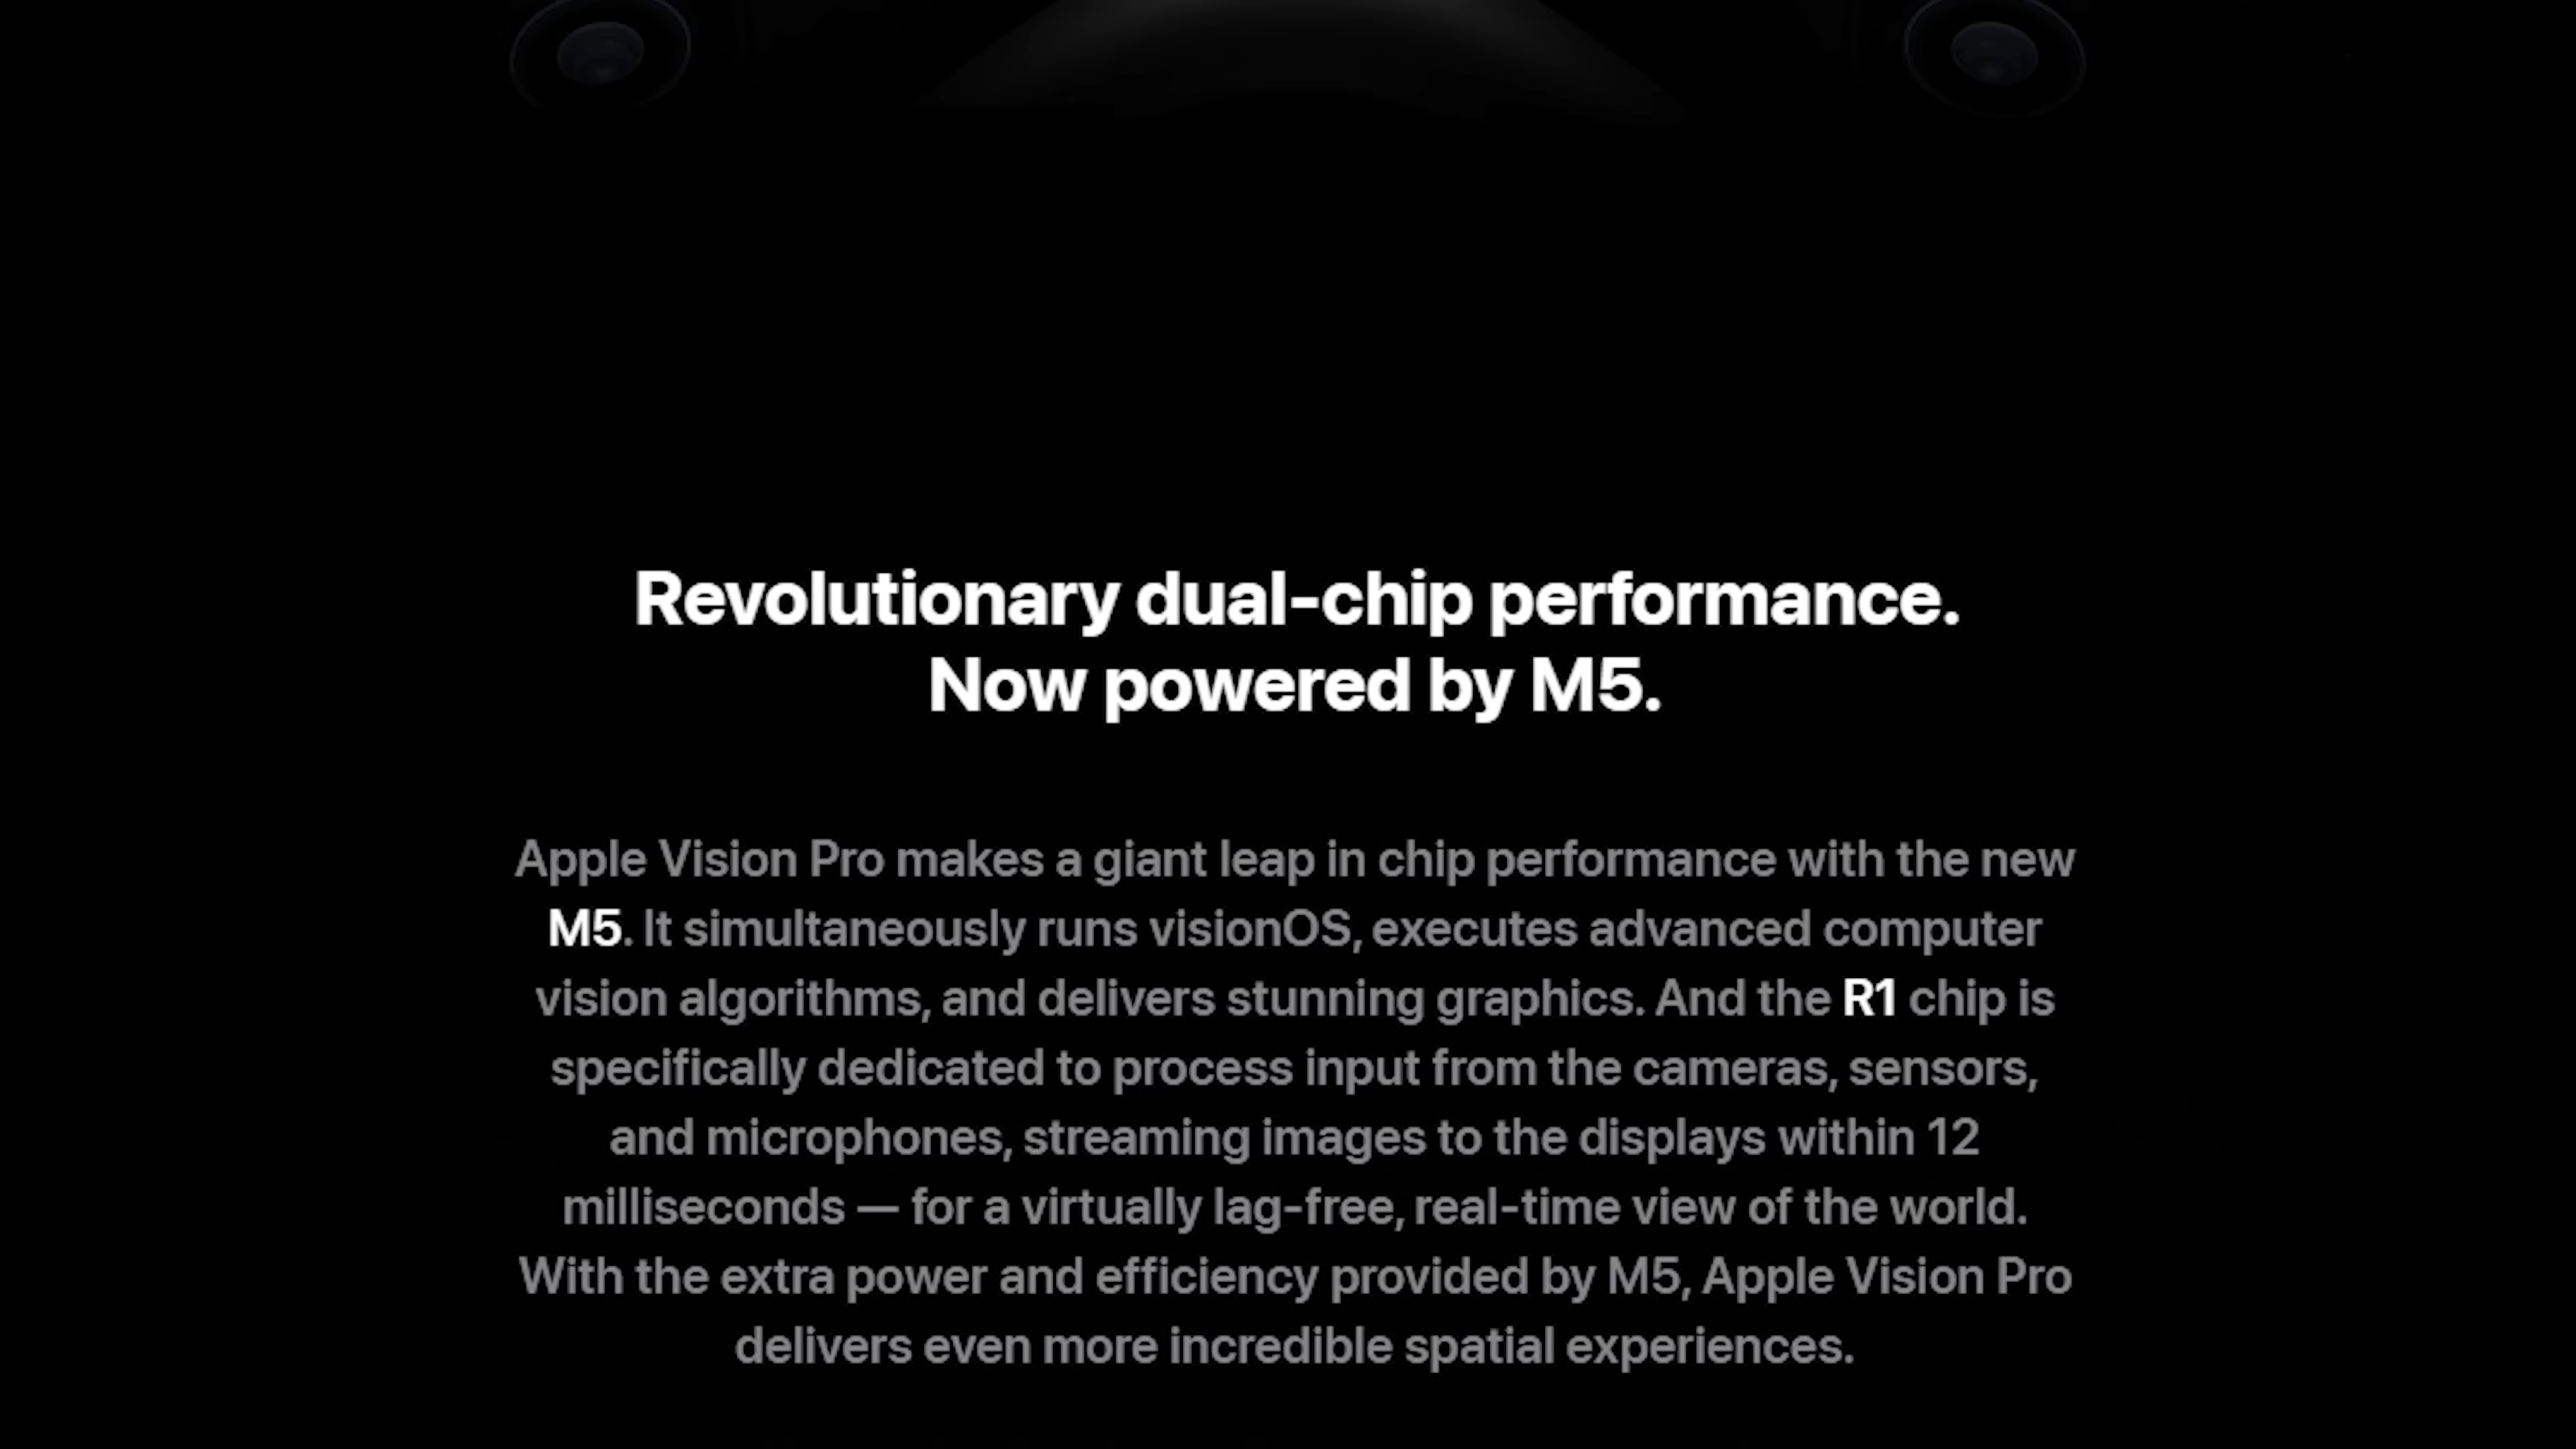 Revolutionary dual-chip performance.
Now powered by M5.
Apple Vision Pro makes a giant leap in chip performance with the new
M5. It simultaneously runs visionOS, executes advanced computer
vision algorithms, and delivers stunning graphics. And the R1 chip is
specifically dedicated to process input from the cameras, sensors,
and microphones, streaming images to the displays within 12
milliseconds — for a virtually lag-free, real-time view of the world.
With the extra power and efficiency provided by M5, Apple Vision Pro
delivers even more incredible spatial experiences.